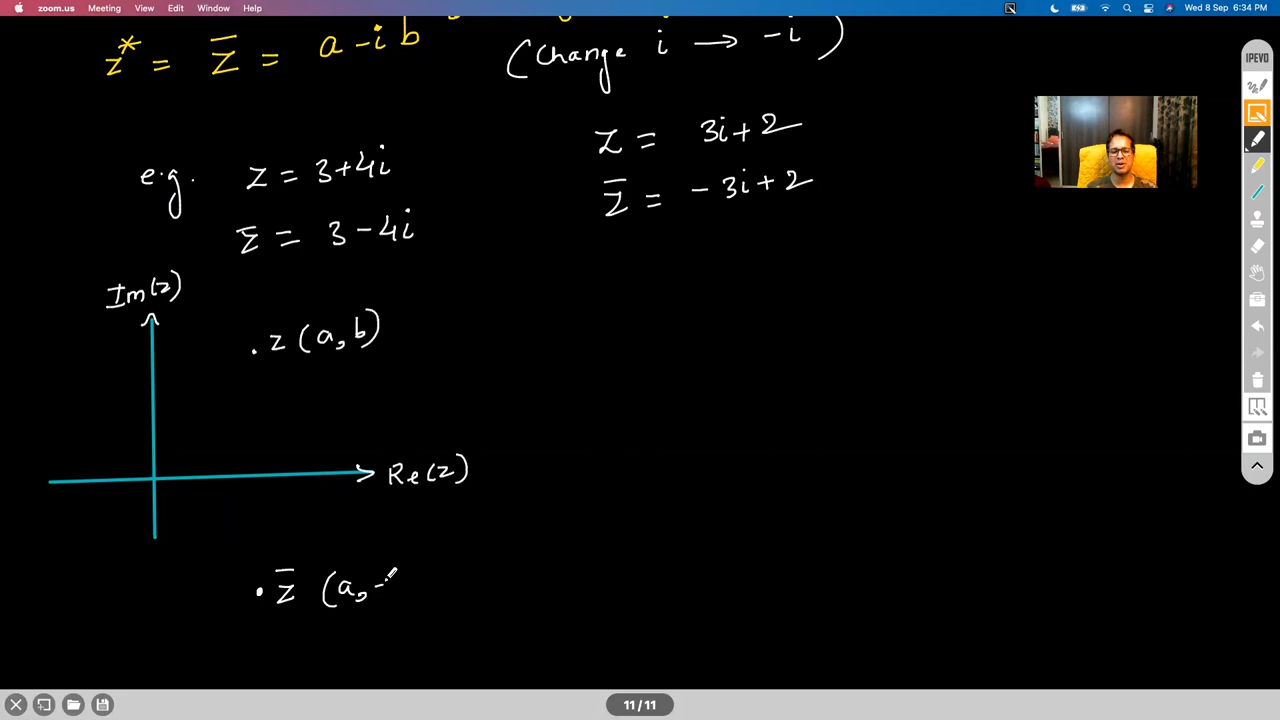 zoom.us Meeting View Edit Window Help Wed 8 Sep 6:34 PM
z* = z̅ = a - i b
(Change i → -i)
IPEVO
z = 3i + 2
z̅ = - 3i + 2
e.g. z = 3 + 4i
z̅ = 3 - 4i
Im(z)
. z (a, b)
Re(z)
. z̅ (a, -
11/11